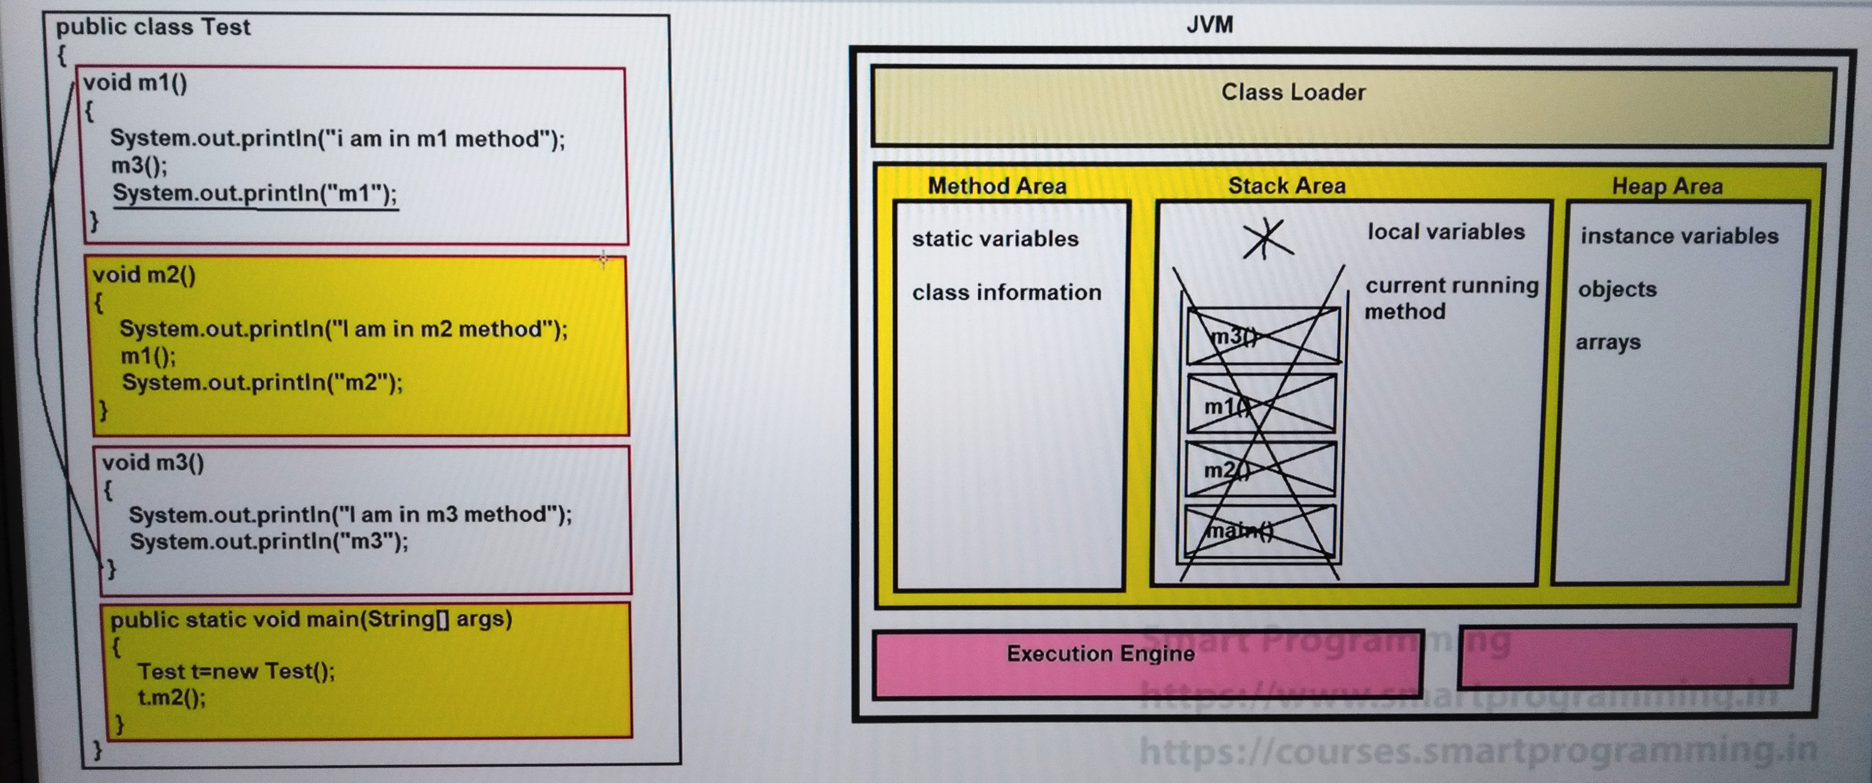 public class Test
{
void m1()
{
System.out.println("i am in m1 method");
m3();
System.out.println("m1");
}
void m2()
{
System.out.println("I am in m2 method");
m1();
System.out.println("m2");
}
void m3()
{
System.out.println("I am in m3 method");
System.out.println("m3");
}
public static void main(String[] args)
{
Test t=new Test();
t.m2();
}
}
JVM
Class Loader
Method Area
static variables
class information
Stack Area
local variables
current running
method
m3()
m1()
m2()
main()
Heap Area
instance variables
objects
arrays
Execution Engine
Smart Programming
https://www.smartprogramming.in
https://courses.smartprogramming.in